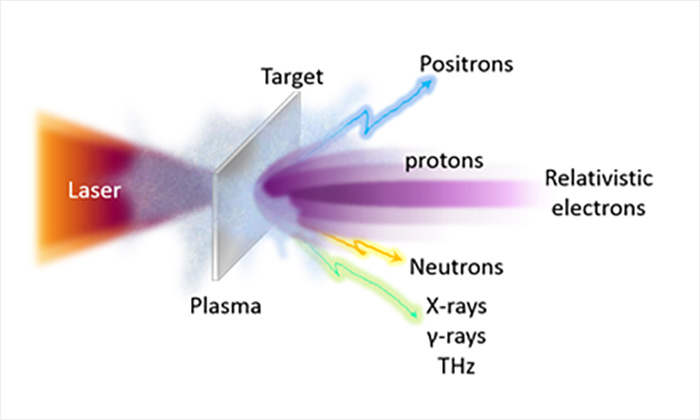 Positrons
Target
protons
Laser
Relativistic
electrons
Neutrons
Plasma
X-rays
γ-rays
THz